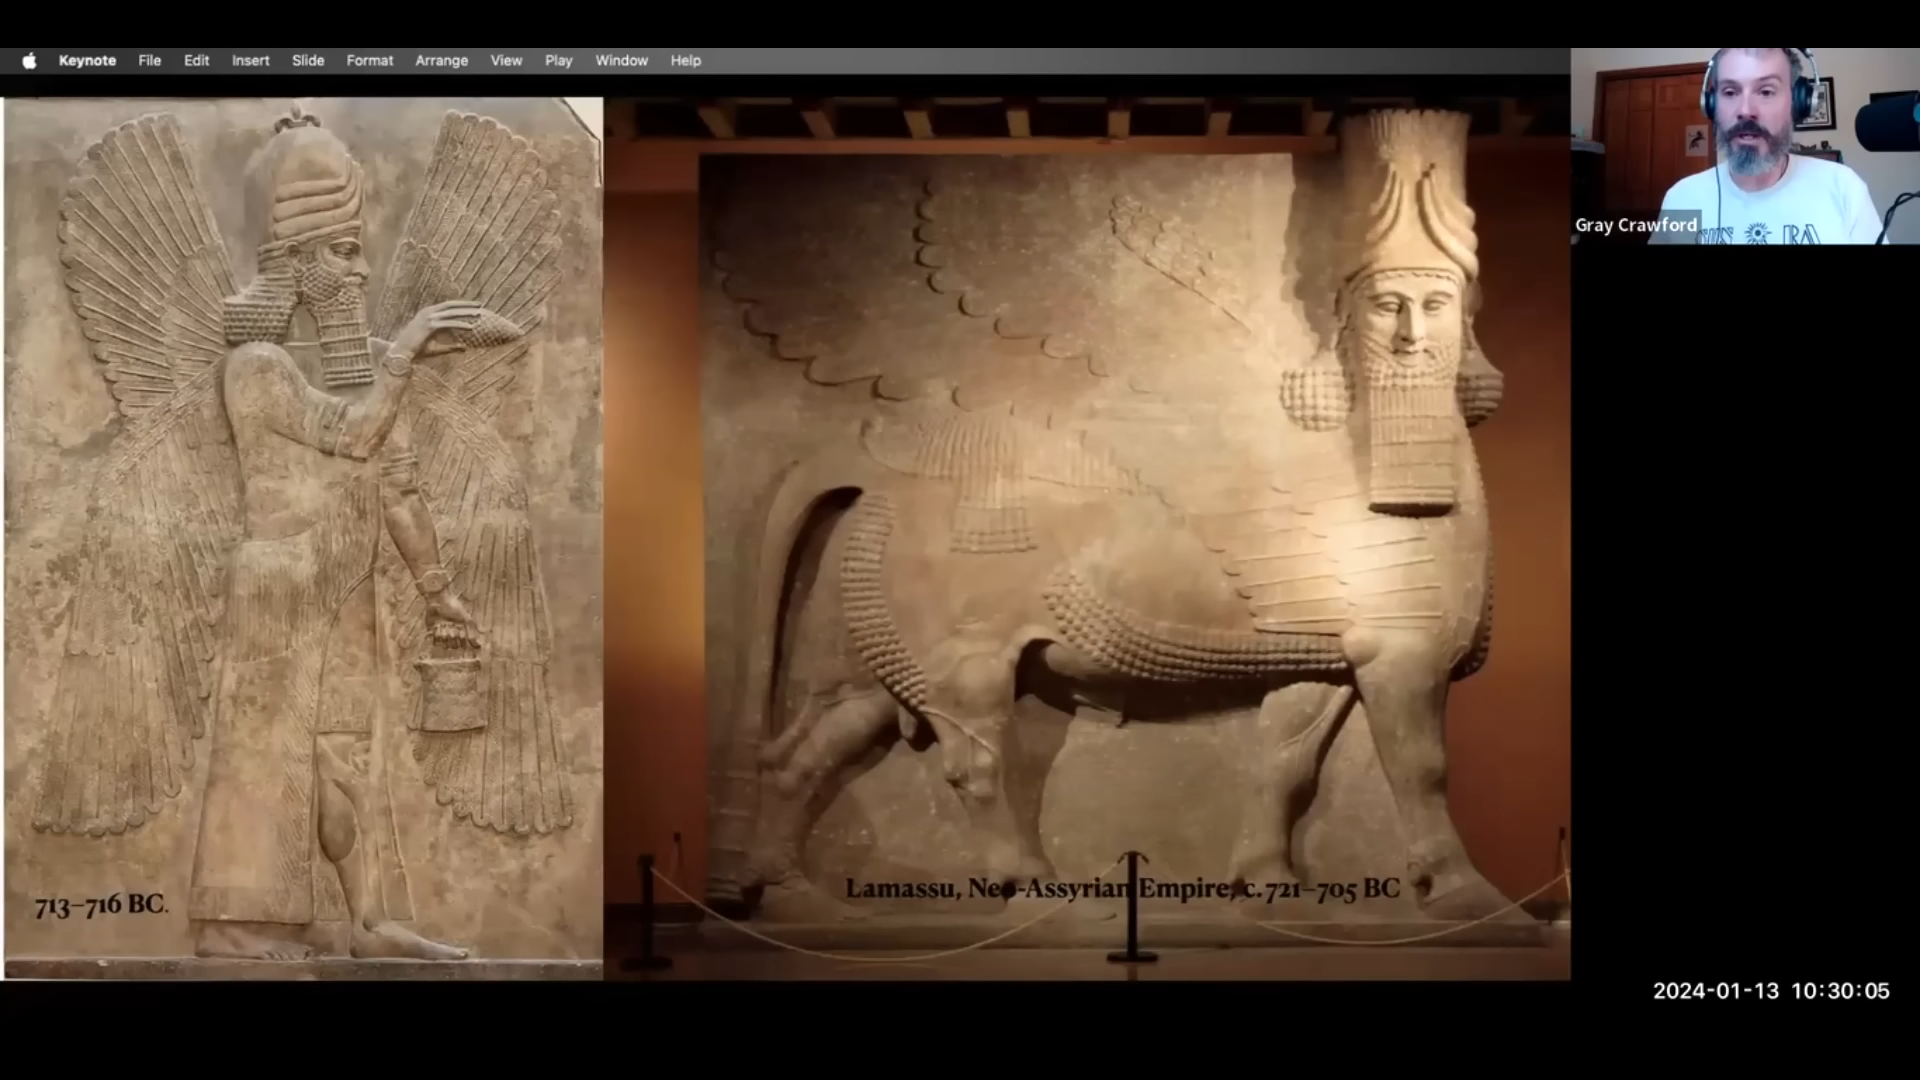 Keynote File Edit Insert Slide Format Arrange View Play Window Help
Gray Crawford
713–716 BC.
Lamassu, Neo-Assyrian Empire, c. 721–705 BC
2024-01-13 10:30:05